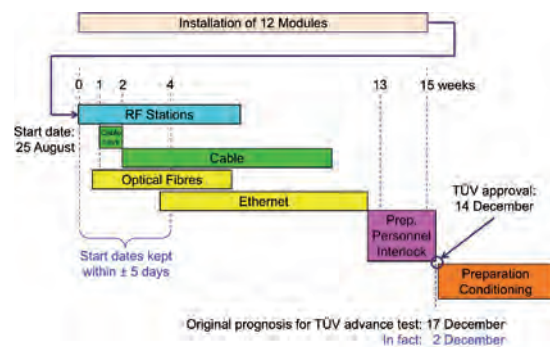 Installation of 12 Modules
0 1 2 4 13 15 weeks
RF Stations
Start date:
25 August
Cable
Optical Fibres
Ethernet
TÜV approval:
14 December
Prep.
Personnel
Interlock
Start dates kept
within ± 5 days
Preparation
Conditioning
Original prognosis for TÜV advance test: 17 December
In fact: 2 December